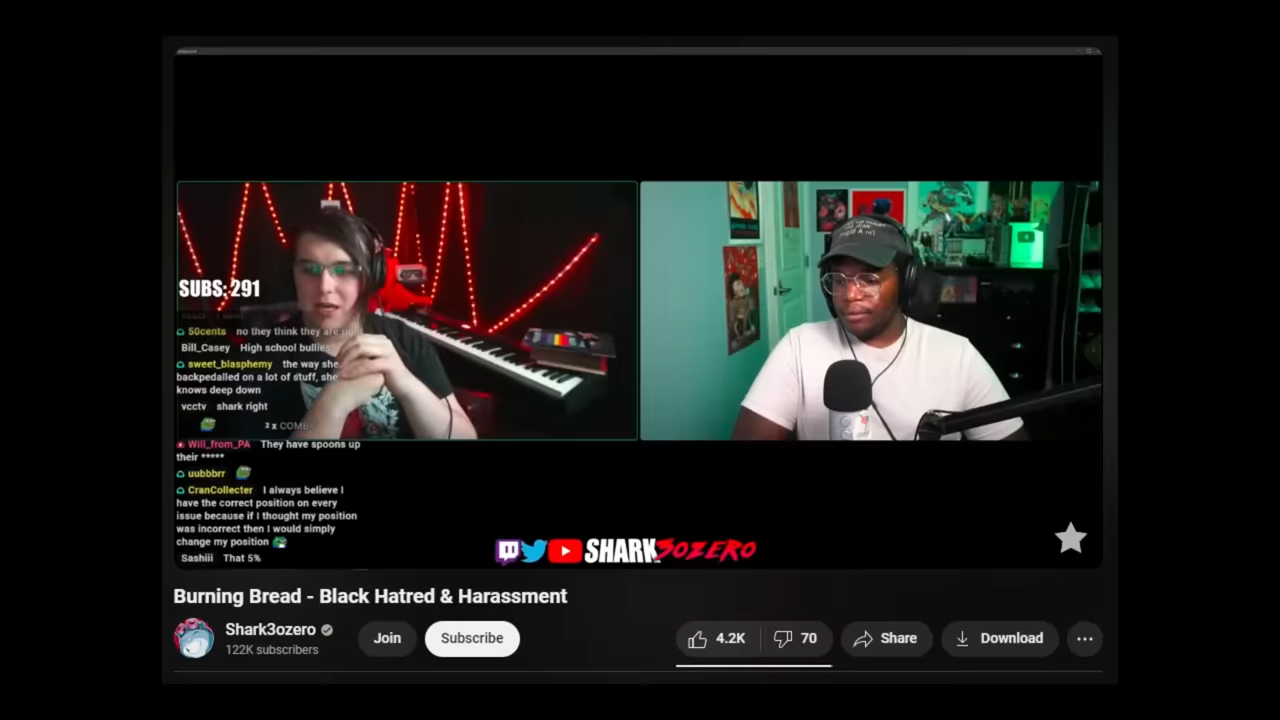 SUBS: 291
50cents no they think they are
Bill_Casey High school bullies
sweet_blasphemy the way she
backpedalled on a lot of stuff, she
knows deep down
vcctv shark right
3 x COMB
Will_from_PA They have spoons up
their *****
uubbbrr
CranCollecter I always believe I
have the correct position on every
issue because if I thought my position
was incorrect then I would simply
change my position
Sashiii That 5%
SHARK3OZERO
Burning Bread - Black Hatred & Harassment
Shark3ozero
122K subscribers
Join
Subscribe
4.2K
70
Share
Download